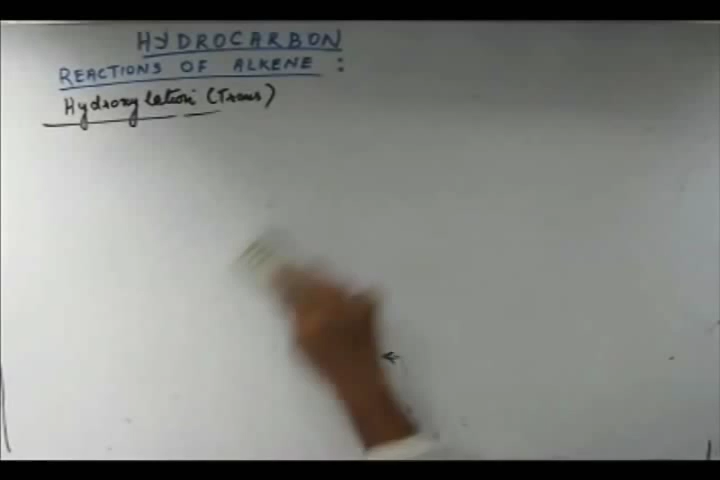 HYDROCARBON
REACTIONS OF ALKENE :
Hydroxylation (Trans)